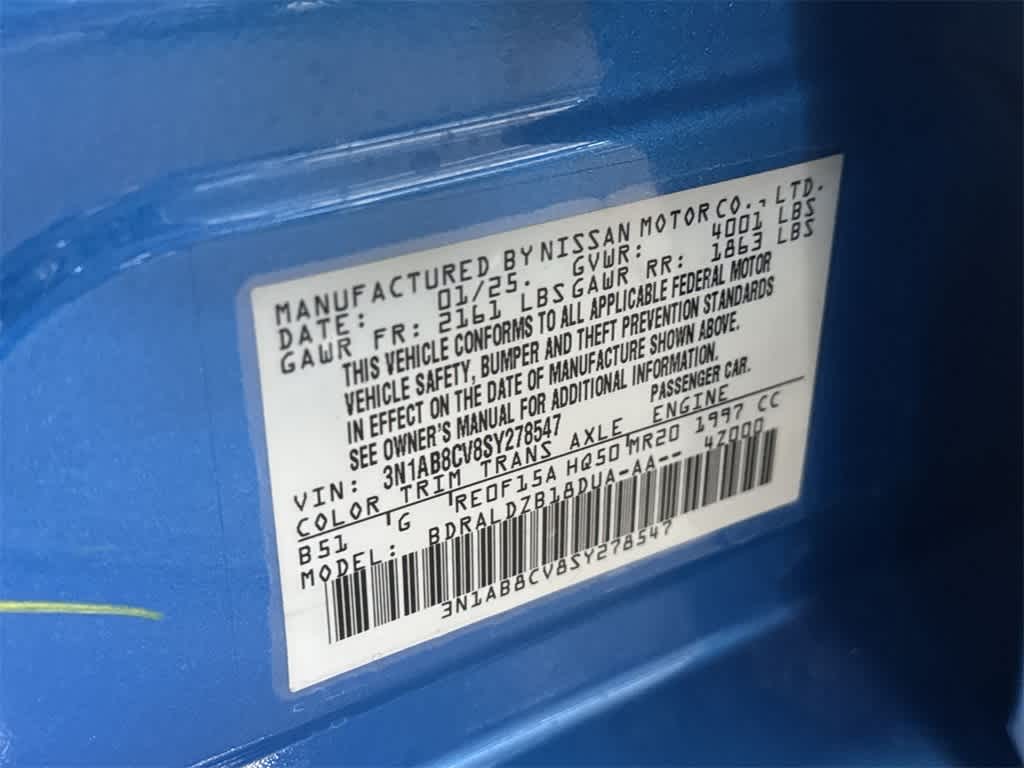 MANUFACTURED BY NISSAN MOTOR CO., LTD.
DATE: 01/25. GVWR: 4001 LBS
GAWR FR: 2161 LBS GAWR RR: 1863 LBS
THIS VEHICLE CONFORMS TO ALL APPLICABLE FEDERAL MOTOR
VEHICLE SAFETY, BUMPER AND THEFT PREVENTION STANDARDS
IN EFFECT ON THE DATE OF MANUFACTURE SHOWN ABOVE.
SEE OWNER'S MANUAL FOR ADDITIONAL INFORMATION.
VIN: 3N1AB8CV8SY278547 PASSENGER CAR.
COLOR TRIM TRANS AXLE ENGINE
B51 G RE0F15A HQ50 MR20 1997 CC
MODEL: BDRALDZB18DUA-AA-- 4Z000
3N1AB8CV8SY278547